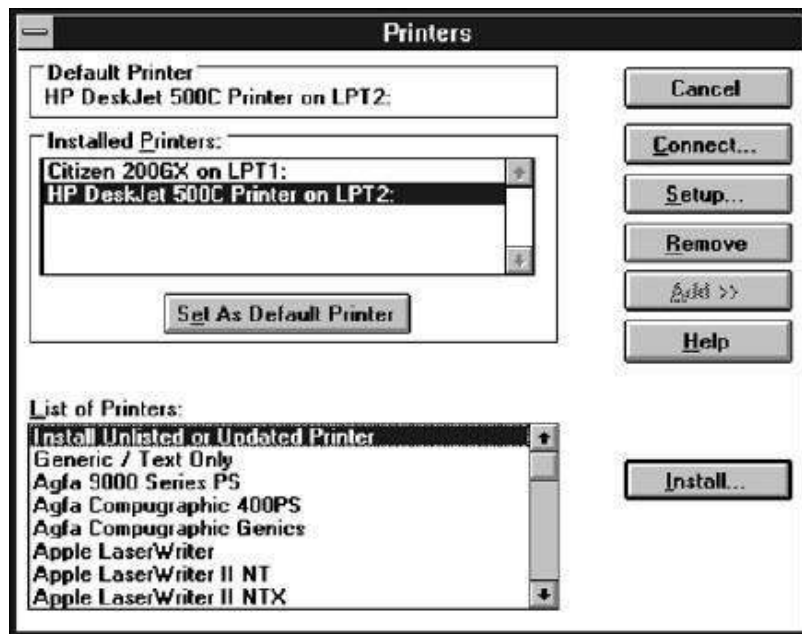 Printers
Default Printer
HP DeskJet 500C Printer on LPT2:
Cancel
Installed Printers:
Citizen 200GX on LPT1:
HP DeskJet 500C Printer on LPT2:
Connect...
Setup...
Remove
Add >>
Set As Default Printer
Help
List of Printers:
Install Unlisted or Updated Printer
Generic / Text Only
Agfa 9000 Series PS
Agfa Compugraphic 400PS
Agfa Compugraphic Genics
Apple LaserWriter
Apple LaserWriter II NT
Apple LaserWriter II NTX
Install...